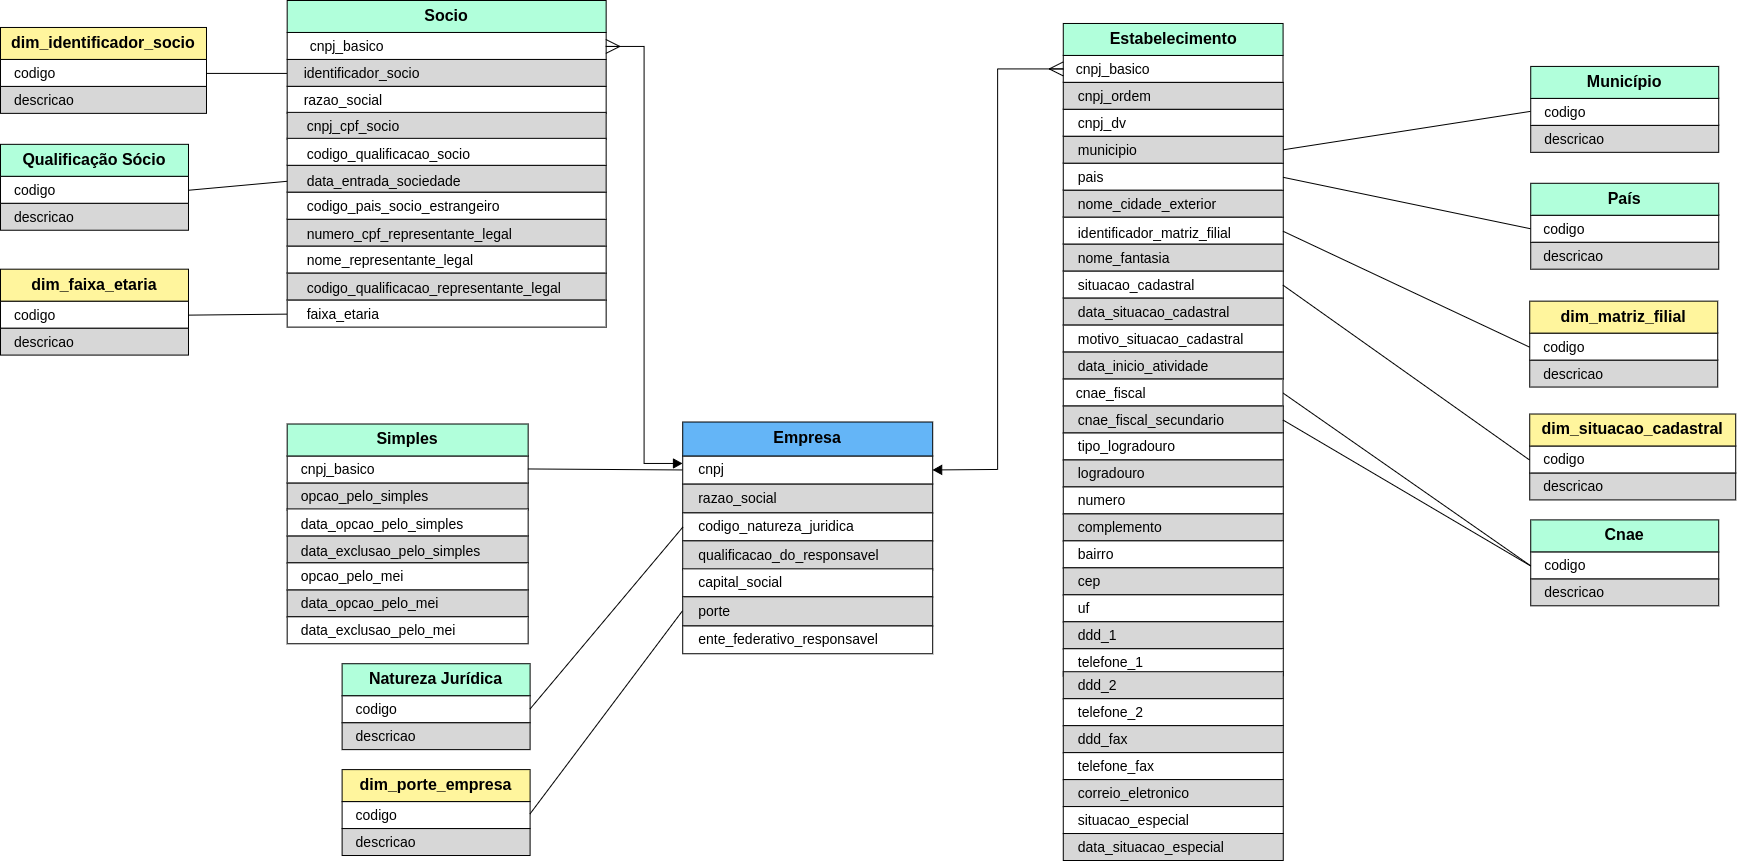 dim_identificador_socio
codigo
descricao
Qualificação Sócio
codigo
descricao
dim_faixa_etaria
codigo
descricao
Socio
cnpj_basico
identificador_socio
razao_social
cnpj_cpf_socio
codigo_qualificacao_socio
data_entrada_sociedade
codigo_pais_socio_estrangeiro
numero_cpf_representante_legal
nome_representante_legal
codigo_qualificacao_representante_legal
faixa_etaria
Simples
cnpj_basico
opcao_pelo_simples
data_opcao_pelo_simples
data_exclusao_pelo_simples
opcao_pelo_mei
data_opcao_pelo_mei
data_exclusao_pelo_mei
Natureza Jurídica
codigo
descricao
dim_porte_empresa
codigo
descricao
Empresa
cnpj
razao_social
codigo_natureza_juridica
qualificacao_do_responsavel
capital_social
porte
ente_federativo_responsavel
Estabelecimento
cnpj_basico
cnpj_ordem
cnpj_dv
municipio
pais
nome_cidade_exterior
identificador_matriz_filial
nome_fantasia
situacao_cadastral
data_situacao_cadastral
motivo_situacao_cadastral
data_inicio_atividade
cnae_fiscal
cnae_fiscal_secundario
tipo_logradouro
logradouro
numero
complemento
bairro
cep
uf
ddd_1
telefone_1
ddd_2
telefone_2
ddd_fax
telefone_fax
correio_eletronico
situacao_especial
data_situacao_especial
Município
codigo
descricao
País
codigo
descricao
dim_matriz_filial
codigo
descricao
dim_situacao_cadastral
codigo
descricao
Cnae
codigo
descricao